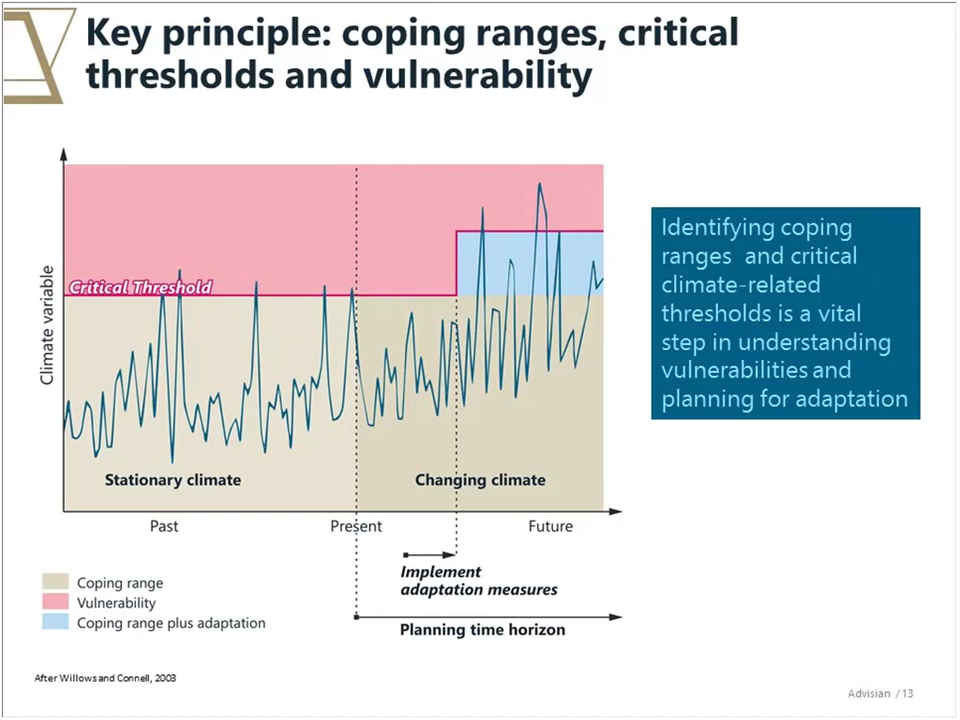 Key principle: coping ranges, critical
thresholds and vulnerability
Climate variable
Critical Threshold
Stationary climate
Changing climate
Past
Present
Future
Implement
adaptation measures
Planning time horizon
Coping range
Vulnerability
Coping range plus adaptation
Identifying coping
ranges and critical
climate-related
thresholds is a vital
step in understanding
vulnerabilities and
planning for adaptation
After Willows and Connell, 2003
Advisian / 13